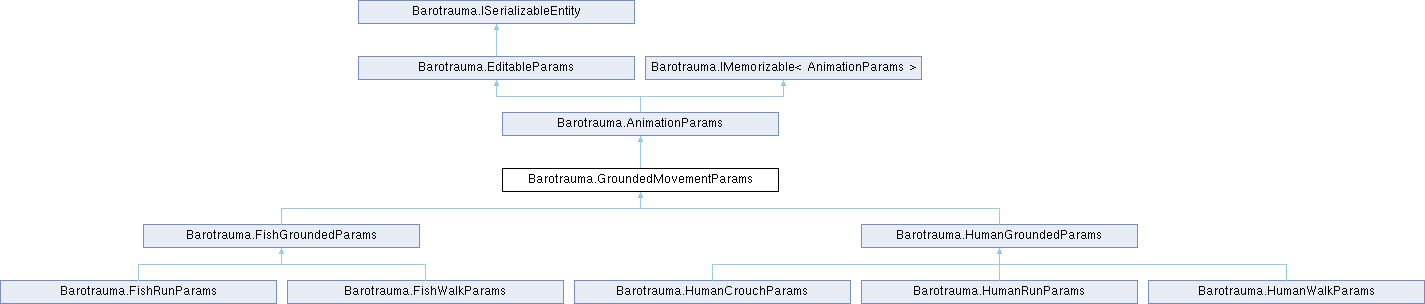 Barotrauma.ISerializableEntity
Barotrauma.EditableParams
Barotrauma.IMemorizable< AnimationParams >
Barotrauma.AnimationParams
Barotrauma.GroundedMovementParams
Barotrauma.FishGroundedParams
Barotrauma.HumanGroundedParams
Barotrauma.FishRunParams
Barotrauma.FishWalkParams
Barotrauma.HumanCrouchParams
Barotrauma.HumanRunParams
Barotrauma.HumanWalkParams